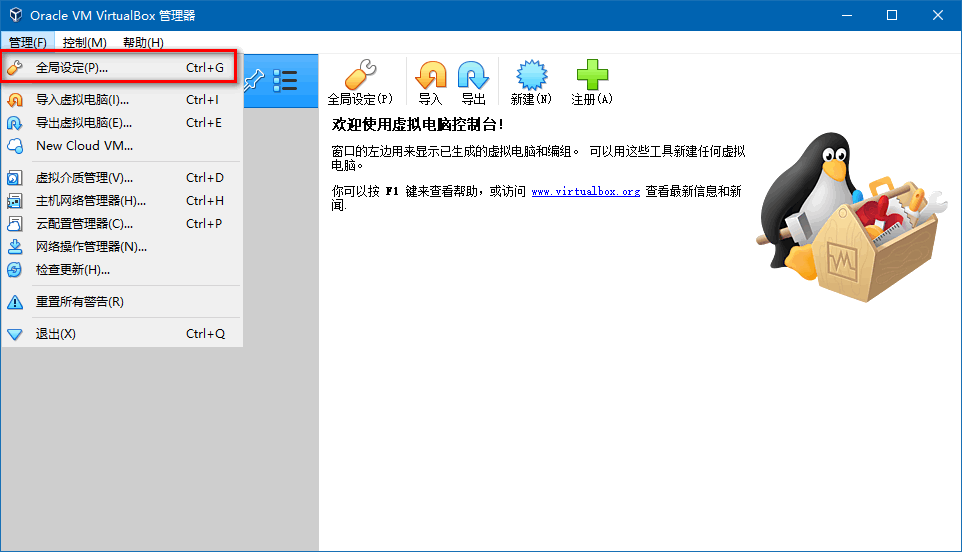 Oracle VM VirtualBox 管理器
管理(F) 控制(M) 帮助(H)
全局设定(P)... Ctrl+G
导入虚拟电脑(I)... Ctrl+I
导出虚拟电脑(E)... Ctrl+E
New Cloud VM...
虚拟介质管理(V)... Ctrl+D
主机网络管理器(H)... Ctrl+H
云配置管理器(C)... Ctrl+P
网络操作管理器(N)...
检查更新(H)...
重置所有警告(R)
退出(X) Ctrl+Q
全局设定(P) 导入 导出 新建(N) 注册(A)
欢迎使用虚拟电脑控制台!
窗口的左边用来显示已生成的虚拟电脑和编组。 可以用这些工具新建任何虚拟
电脑。
你可以按 F1 键来查看帮助，或访问 www.virtualbox.org 查看最新信息和新
闻.